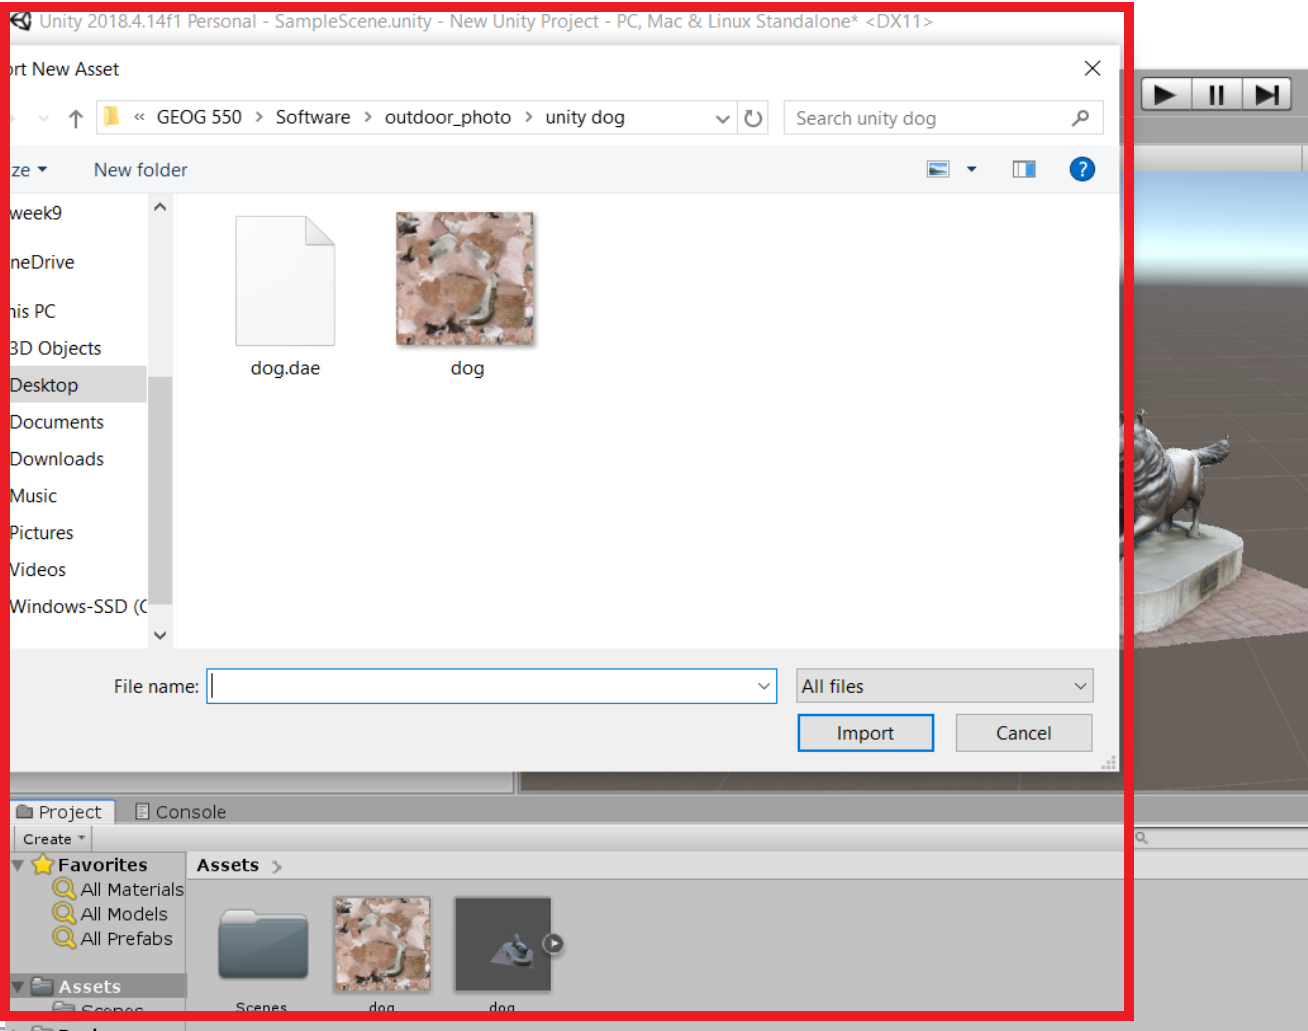 Unity 2018.4.14f1 Personal - SampleScene.unity - New Unity Project - PC, Mac & Linux Standalone* <DX11>
ort New Asset
« GEOG 550 > Software > outdoor_photo > unity dog
Search unity dog
ze
New folder
?
week9
neDrive
his PC
3D Objects
Desktop
Documents
Downloads
Music
Pictures
Videos
Windows-SSD (C
dog.dae
dog
File name:
All files
Import
Cancel
Project
Console
Create
Favorites
Assets >
All Materials
All Models
All Prefabs
Assets
Scenes
Scenes
dog
dog